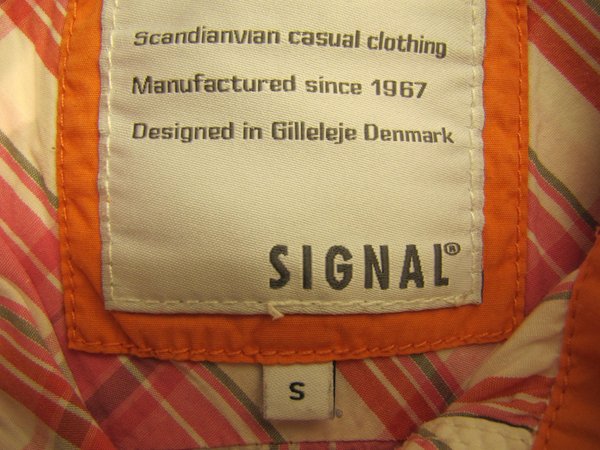 Scandianvian casual clothing
Manufactured since 1967
Designed in Gilleleje Denmark
SIGNAL®
S